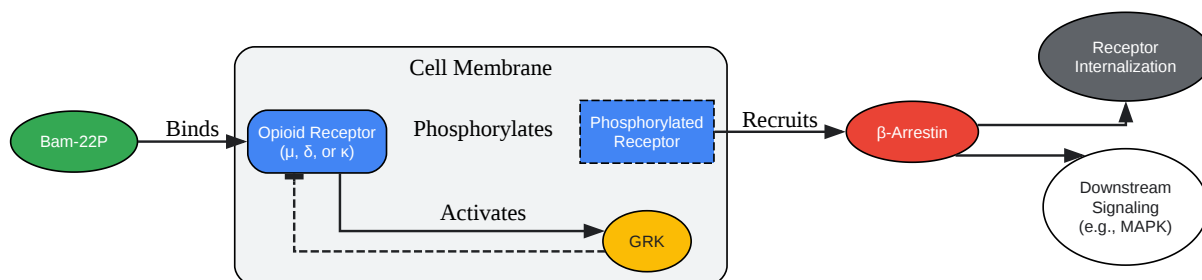 Cell Membrane
Bam-22P
Binds
Opioid Receptor
(μ, δ, or κ)
Phosphorylates
Phosphorylated
Receptor
Recruits
β-Arrestin
Receptor
Internalization
Activates
GRK
Downstream
Signaling
(e.g., MAPK)